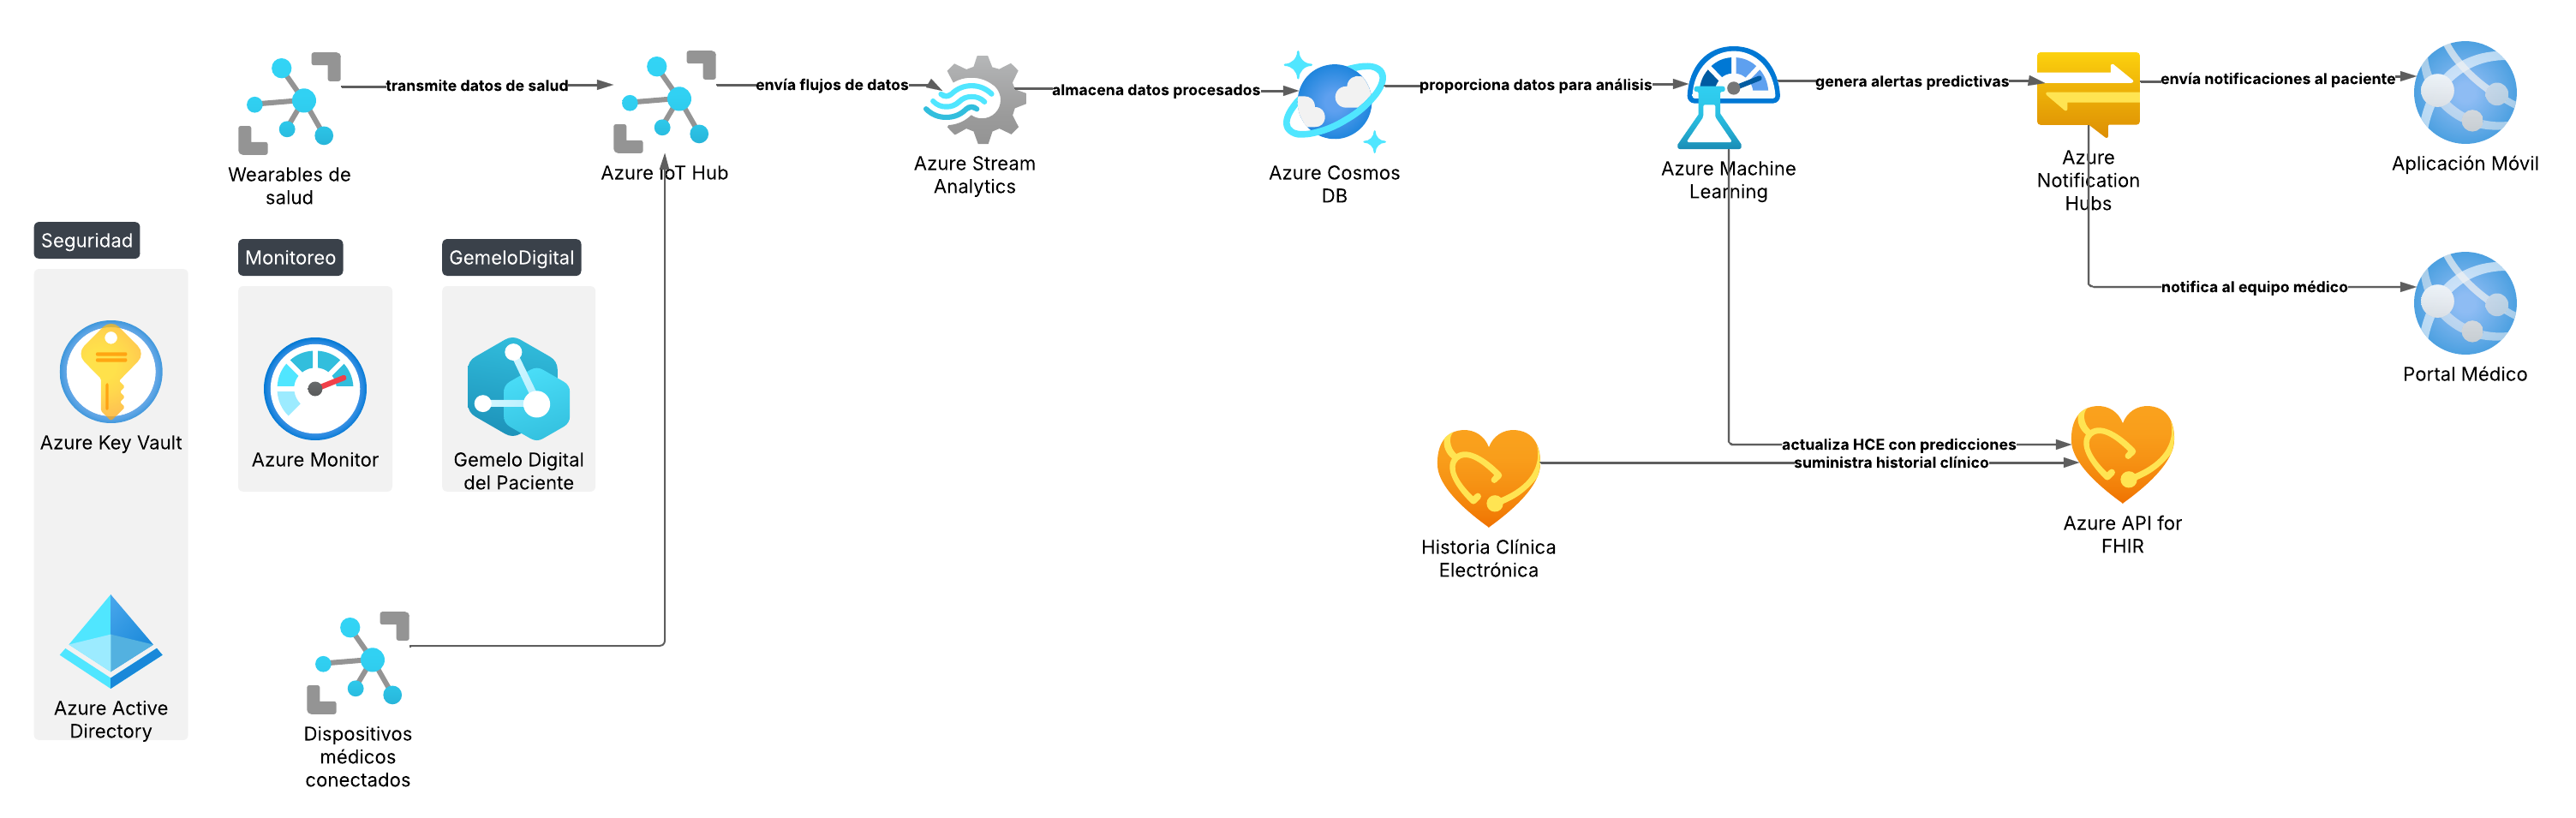 transmite datos de salud
envía flujos de datos
almacena datos procesados
proporciona datos para análisis
genera alertas predictivas
envía notificaciones al paciente
Wearables de
salud
Azure IoT Hub
Azure Stream
Analytics
Azure Cosmos
DB
Azure Machine
Learning
Azure
Notification
Hubs
Aplicación Móvil
Seguridad
Monitoreo
GemeloDigital
notifica al equipo médico
Portal Médico
Azure Key Vault
Azure Monitor
Gemelo Digital
del Paciente
actualiza HCE con predicciones
suministra historial clínico
Historia Clínica
Electrónica
Azure API for
FHIR
Azure Active
Directory
Dispositivos
médicos
conectados